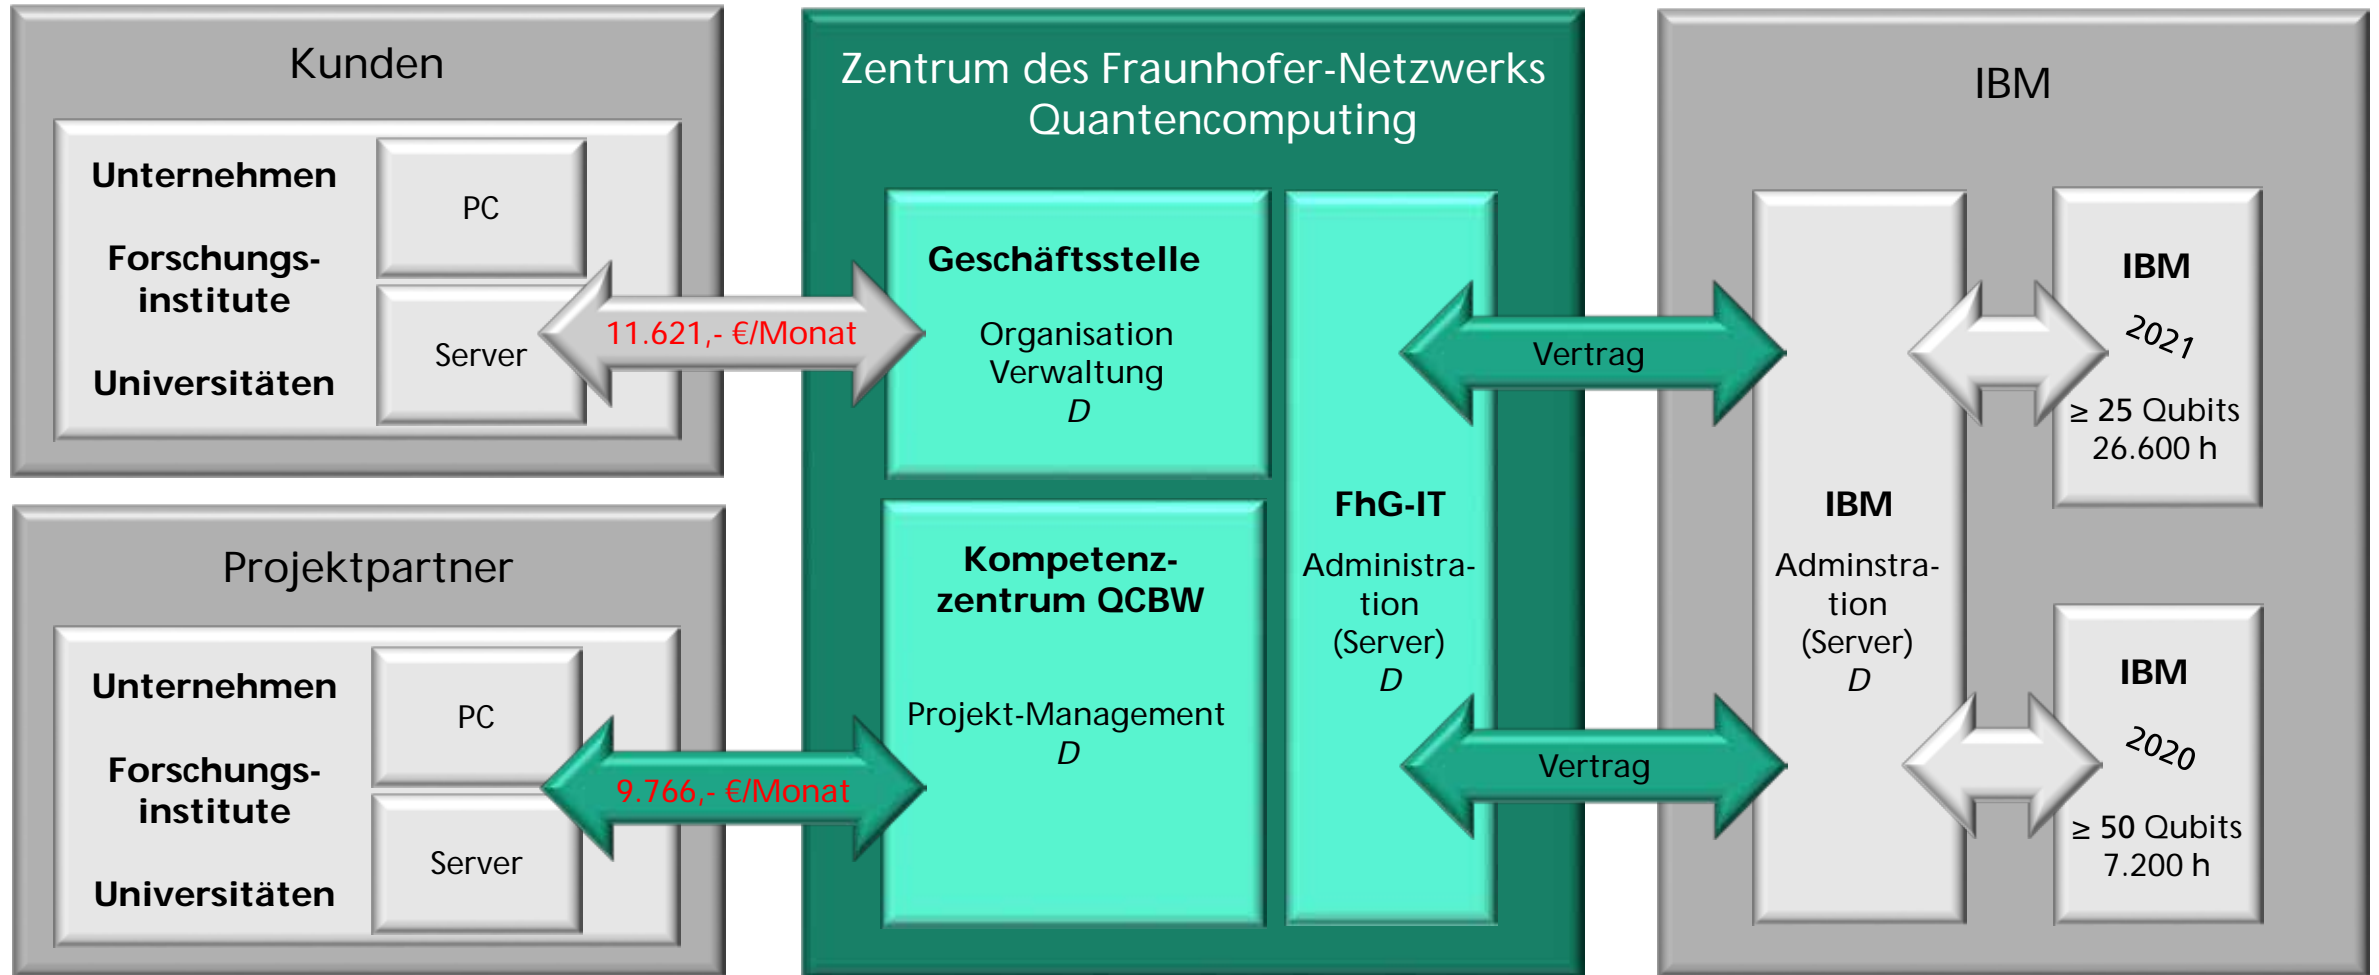 Kunden
Unternehmen
Forschungs-
institute
Universitäten
PC
Server
11.621,- €/Monat
Projektpartner
Unternehmen
Forschungs-
institute
Universitäten
PC
Server
9.766,- €/Monat
Zentrum des Fraunhofer-Netzwerks
Quantencomputing
Geschäftsstelle
Organisation
Verwaltung
D
Kompetenz-
zentrum QCBW
Projekt-Management
D
FhG-IT
Administra-
tion
(Server)
D
Vertrag
Vertrag
IBM
IBM
Adminstra-
tion
(Server)
D
IBM
2021
≥ 25 Qubits
26.600 h
IBM
2020
≥ 50 Qubits
7.200 h